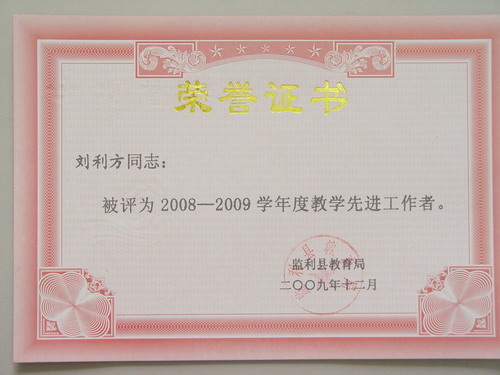 荣誉证书
刘利方同志：
被评为2008—2009学年度教学先进工作者。
监利县教育局
二〇〇九年十二月